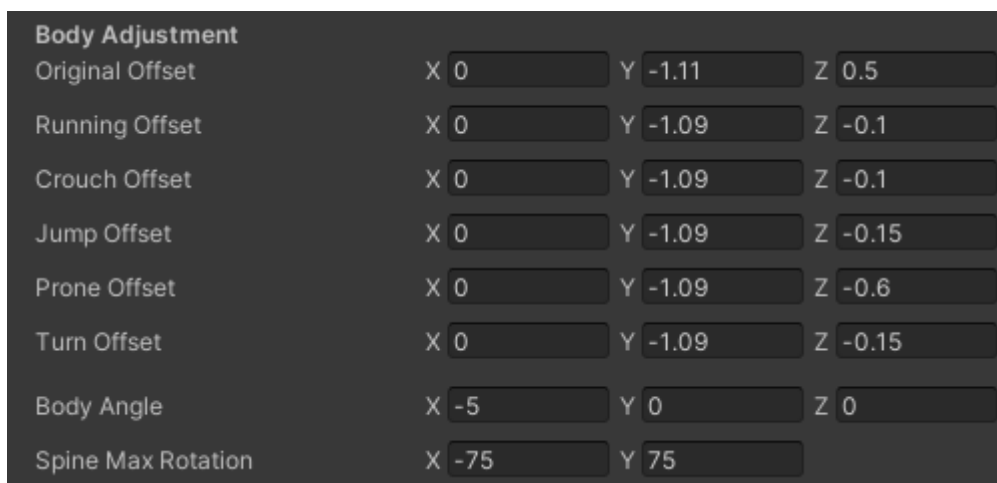 Body Adjustment
Original Offset X 0 Y -1.11 Z 0.5
Running Offset X 0 Y -1.09 Z -0.1
Crouch Offset X 0 Y -1.09 Z -0.1
Jump Offset X 0 Y -1.09 Z -0.15
Prone Offset X 0 Y -1.09 Z -0.6
Turn Offset X 0 Y -1.09 Z -0.15
Body Angle X -5 Y 0 Z 0
Spine Max Rotation X -75 Y 75